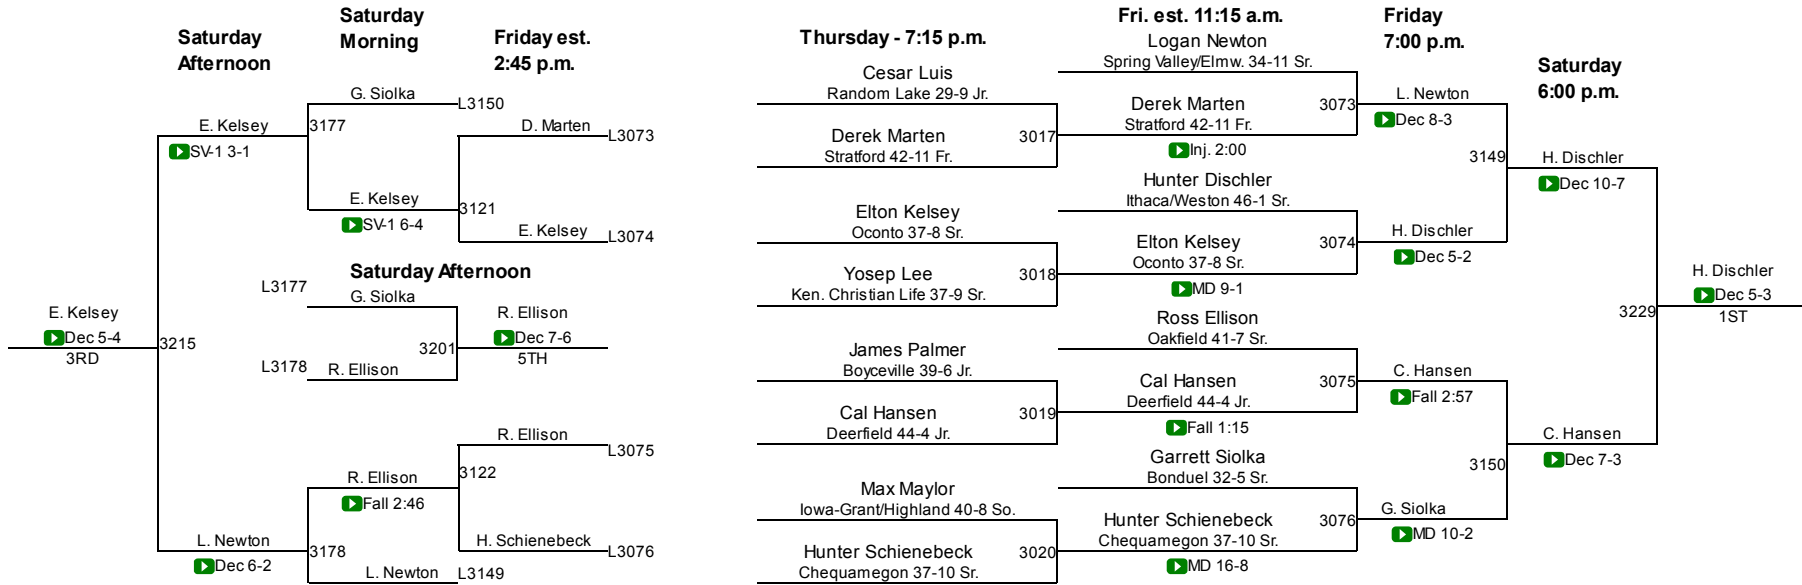 Saturday
Afternoon
Saturday
Morning
Friday est.
2:45 p.m.
G. Siolka
L3150
E. Kelsey
3177
SV-1 3-1
D. Marten
L3073
E. Kelsey
3121
SV-1 6-4
E. Kelsey
L3074
Saturday Afternoon
L3177
G. Siolka
E. Kelsey
Dec 5-4
3RD
3215
3201
R. Ellison
Dec 7-6
5TH
L3178
R. Ellison
R. Ellison
L3075
R. Ellison
3122
Fall 2:46
H. Schienebeck
L3076
L. Newton
3178
Dec 6-2
L. Newton
L3149
Thursday - 7:15 p.m.
Fri. est. 11:15 a.m.
Friday
7:00 p.m.
Saturday
6:00 p.m.
Cesar Luis
Random Lake 29-9 Jr.
Derek Marten
Stratford 42-11 Fr.
3017
Elton Kelsey
Oconto 37-8 Sr.
Yosep Lee
Ken. Christian Life 37-9 Sr.
3018
James Palmer
Boyceville 39-6 Jr.
Cal Hansen
Deerfield 44-4 Jr.
3019
Max Maylor
Iowa-Grant/Highland 40-8 So.
Hunter Schienebeck
Chequamegon 37-10 Sr.
3020
Logan Newton
Spring Valley/Elmw. 34-11 Sr.
Derek Marten
Stratford 42-11 Fr.
Inj. 2:00
3073
Hunter Dischler
Ithaca/Weston 46-1 Sr.
Elton Kelsey
Oconto 37-8 Sr.
MD 9-1
3074
Ross Ellison
Oakfield 41-7 Sr.
Cal Hansen
Deerfield 44-4 Jr.
Fall 1:15
3075
Garrett Siolka
Bonduel 32-5 Sr.
Hunter Schienebeck
Chequamegon 37-10 Sr.
MD 16-8
3076
L. Newton
Dec 8-3
3149
H. Dischler
Dec 5-2
C. Hansen
Fall 2:57
3150
G. Siolka
MD 10-2
H. Dischler
Dec 10-7
3229
C. Hansen
Dec 7-3
H. Dischler
Dec 5-3
1ST